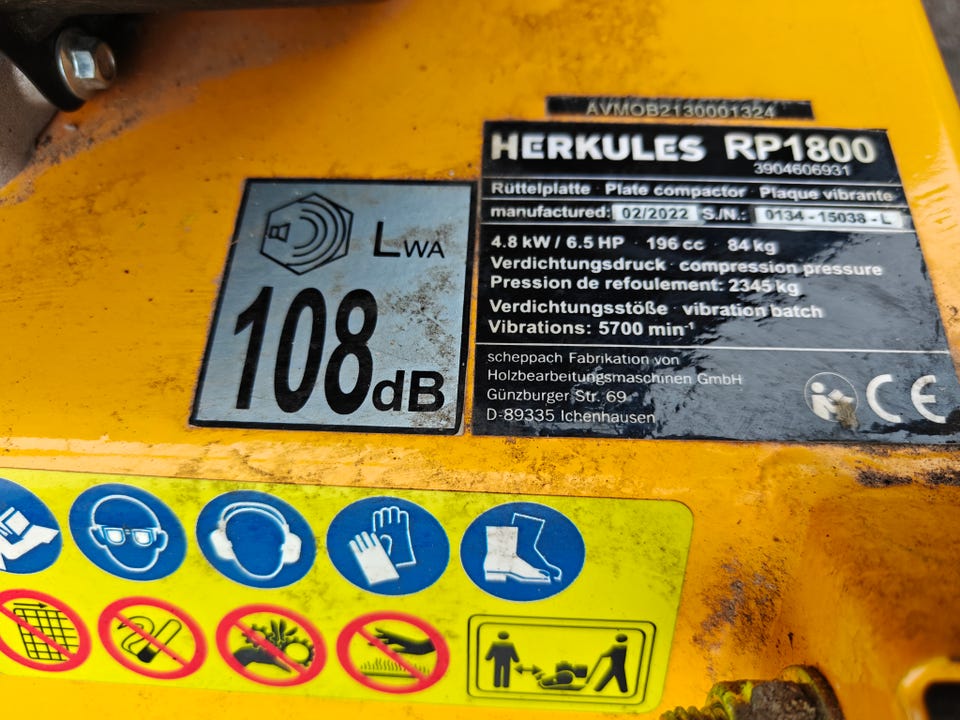 AVMOB2130001324
HERKULES RP1800
3904606931
Rüttelplatte · Plate compactor · Plaque vibrante
manufactured: 02/2022 S.N.: 0134 - 15038 - L
4.8 kW / 6.5 HP · 196 cc · 84 kg
Verdichtungsdruck · compression pressure
Pression de refoulement: 2345 kg
Verdichtungsstöße · vibration batch
Vibrations: 5700 min⁻¹
scheppach Fabrikation von
Holzbearbeitungsmaschinen GmbH
Günzburger Str. 69
D-89335 Ichenhausen
CE
LWA
108dB